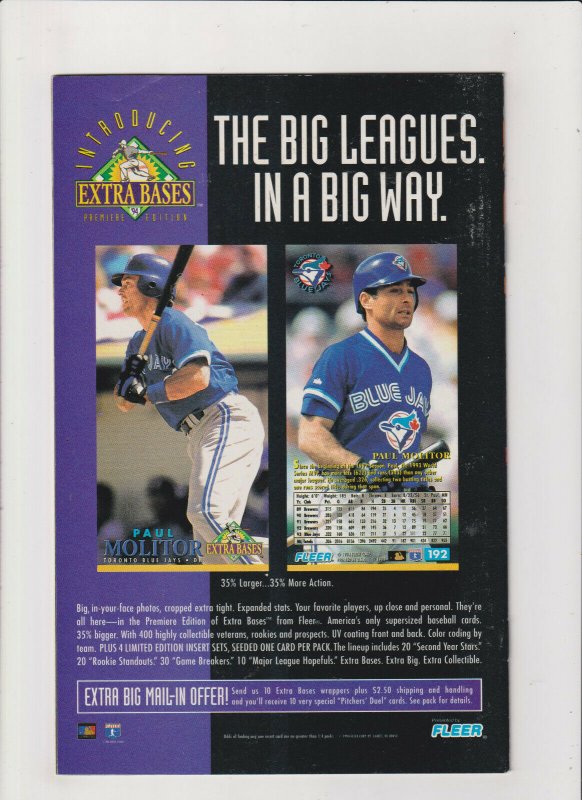 INTRODUCING
EXTRA BASES
94
PREMIERE EDITION
THE BIG LEAGUES.
IN A BIG WAY.
JAYS
PAUL
MOLITOR
TORONTO BLUE JAYS • DH
EXTRA BASES
TORONTO
BLUE JAYS
BLUE JAYS
PAUL MOLITOR
FLEER
192
35% Larger...35% More Action.
Big, in-your-face photos, cropped extra tight. Expanded stats. Your favorite players, up close and personal. They're
all here—in the Premiere Edition of Extra Bases™ from Fleer®. America's only supersized baseball cards.
35% bigger. With 400 highly collectible veterans, rookies and prospects. UV coating front and back. Color coding by
team. PLUS 4 LIMITED EDITION INSERT SETS, SEEDED ONE CARD PER PACK. The lineup includes 20 "Second Year Stars."
20 "Rookie Standouts." 30 "Game Breakers." 10 "Major League Hopefuls." Extra Bases. Extra Big. Extra Collectible.
EXTRA BIG MAIL-IN OFFER!
Send us 10 Extra Bases wrappers plus $2.50 shipping and handling
and you'll receive 10 very special "Pitchers' Duel" cards. See pack for details.
Presented by
FLEER